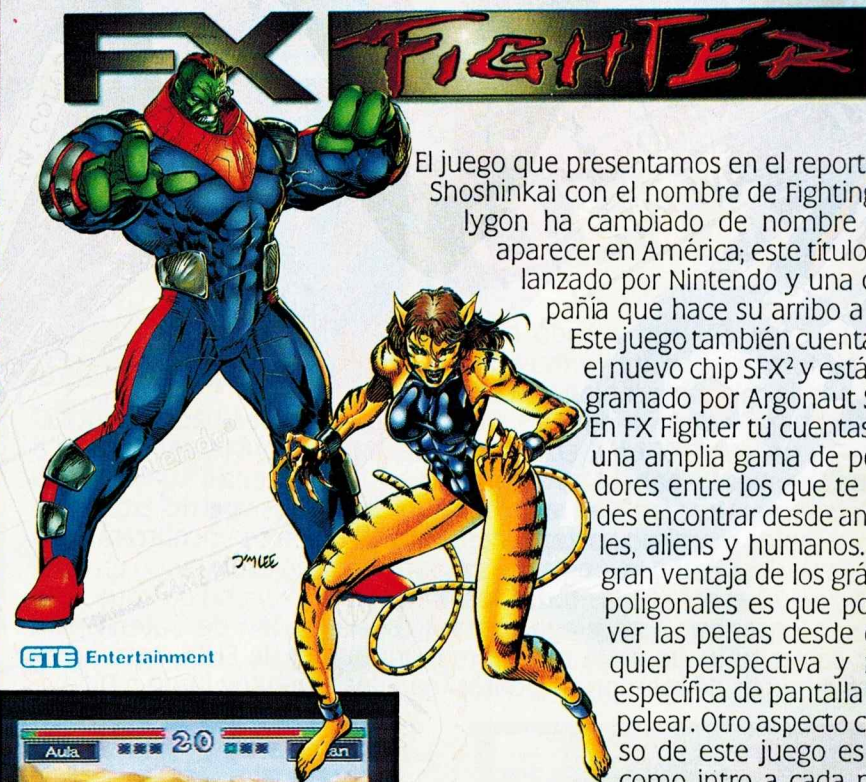 FX FIGHTER
El juego que presentamos en el report
Shoshinkai con el nombre de Fighting
lygon ha cambiado de nombre
aparecer en América; este título
lanzado por Nintendo y una
pañía que hace su arribo a
Este juego también cuenta
el nuevo chip SFX² y está
gramado por Argonaut
En FX Fighter tú cuentas
una amplia gama de
dores entre los que te
des encontrar desde
les, aliens y humanos.
gran ventaja de los
poligonales es que
ver las peleas desde
quier perspectiva y
específica de pantalla
pelear. Otro aspecto
so de este juego es
como intro a cada
JIM LEE
GTE Entertainment
Aula 20